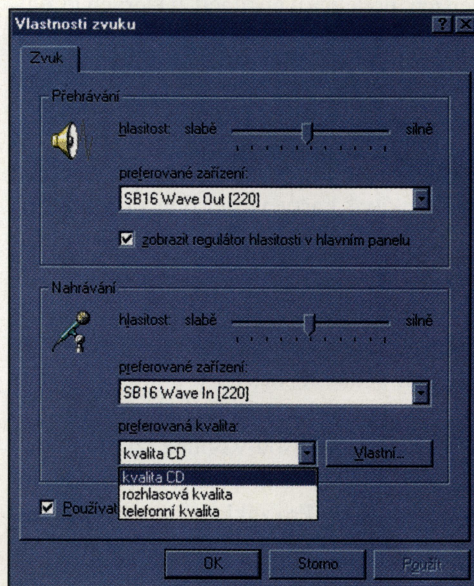 Vlastnosti zvuku
Zvuk
Přehrávání
hlasitost: slabě silně
preferované zařízení:
SB16 Wave Out [220]
zobrazit regulátor hlasitosti v hlavním panelu
Nahrávání
hlasitost: slabě silně
preferované zařízení:
SB16 Wave In [220]
preferovaná kvalita:
kvalita CD Vlastní...
kvalita CD
rozhlasová kvalita
telefonní kvalita
Používat
OK Storno Použít